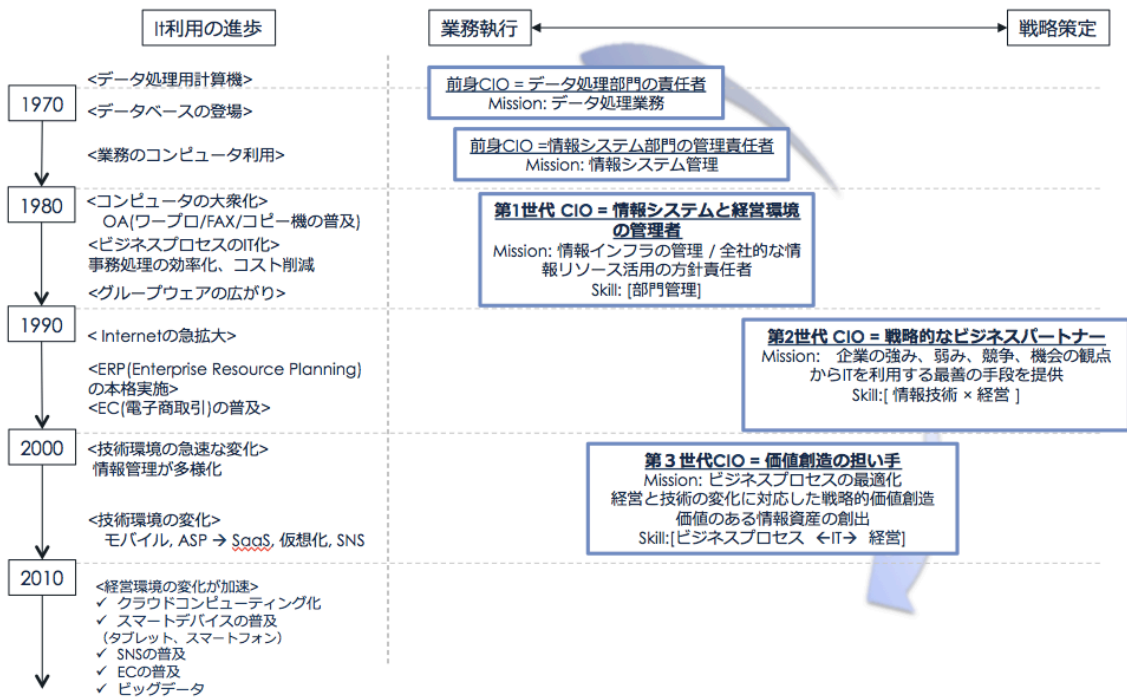 It利用の進歩
業務執行
戦略策定
<データ処理用計算機>
1970
<データベースの登場>
<業務のコンピュータ利用>
前身CIO = データ処理部門の責任者
Mission: データ処理業務
前身CIO =情報システム部門の管理責任者
Mission: 情報システム管理
1980
<コンピュータの大衆化>
OA(ワープロ/FAX/コピー機の普及)
<ビジネスプロセスのIT化>
事務処理の効率化、コスト削減
<グループウェアの広がり>
第1世代 CIO = 情報システムと経営環境
の管理者
Mission: 情報インフラの管理 / 全社的な情
報リソース活用の方針責任者
Skill: [部門管理]
1990
< Internetの急拡大>
<ERP(Enterprise Resource Planning)
の本格実施>
<EC(電子商取引)の普及>
第2世代 CIO = 戦略的なビジネスパートナー
Mission: 企業の強み、弱み、競争、機会の観点
からITを利用する最善の手段を提供
Skill:[ 情報技術 × 経営 ]
2000
<技術環境の急速な変化>
情報管理が多様化
<技術環境の変化>
モバイル, ASP → SaaS, 仮想化, SNS
第３世代CIO = 価値創造の担い手
Mission: ビジネスプロセスの最適化
経営と技術の変化に対応した戦略的価値創造
価値のある情報資産の創出
Skill:[ビジネスプロセス ←IT→ 経営]
2010
<経営環境の変化が加速>
✓ クラウドコンピューティング化
✓ スマートデバイスの普及
（タブレット、スマートフォン）
✓ SNSの普及
✓ ECの普及
✓ ビッグデータ